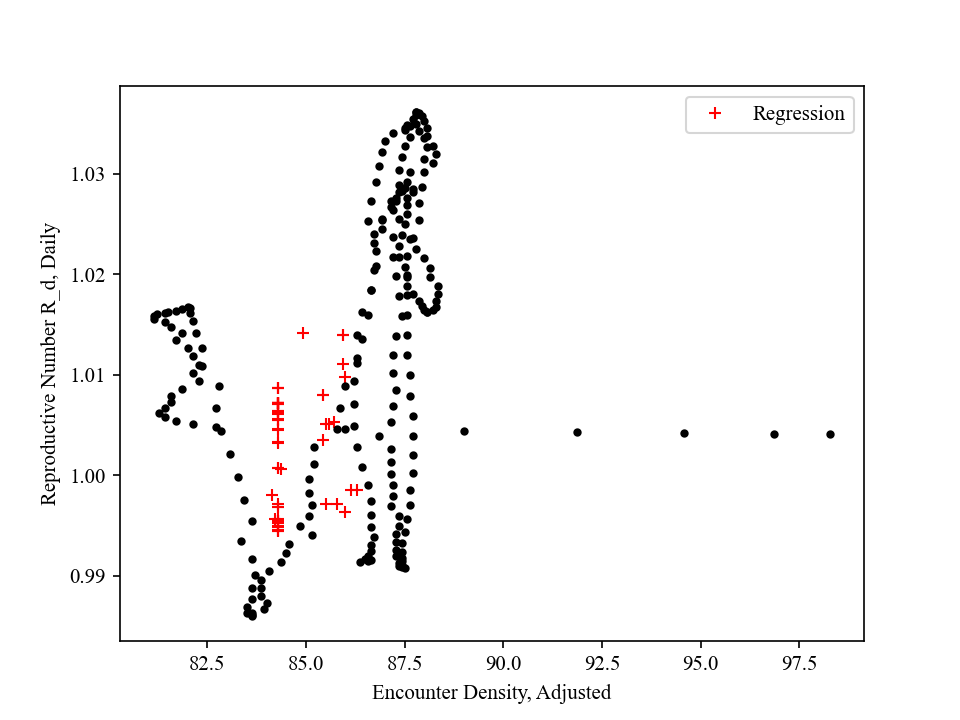 Regression
Reproductive Number R_d, Daily
1.03
1.02
1.01
1.00
0.99
82.5 85.0 87.5 90.0 92.5 95.0 97.5
Encounter Density, Adjusted